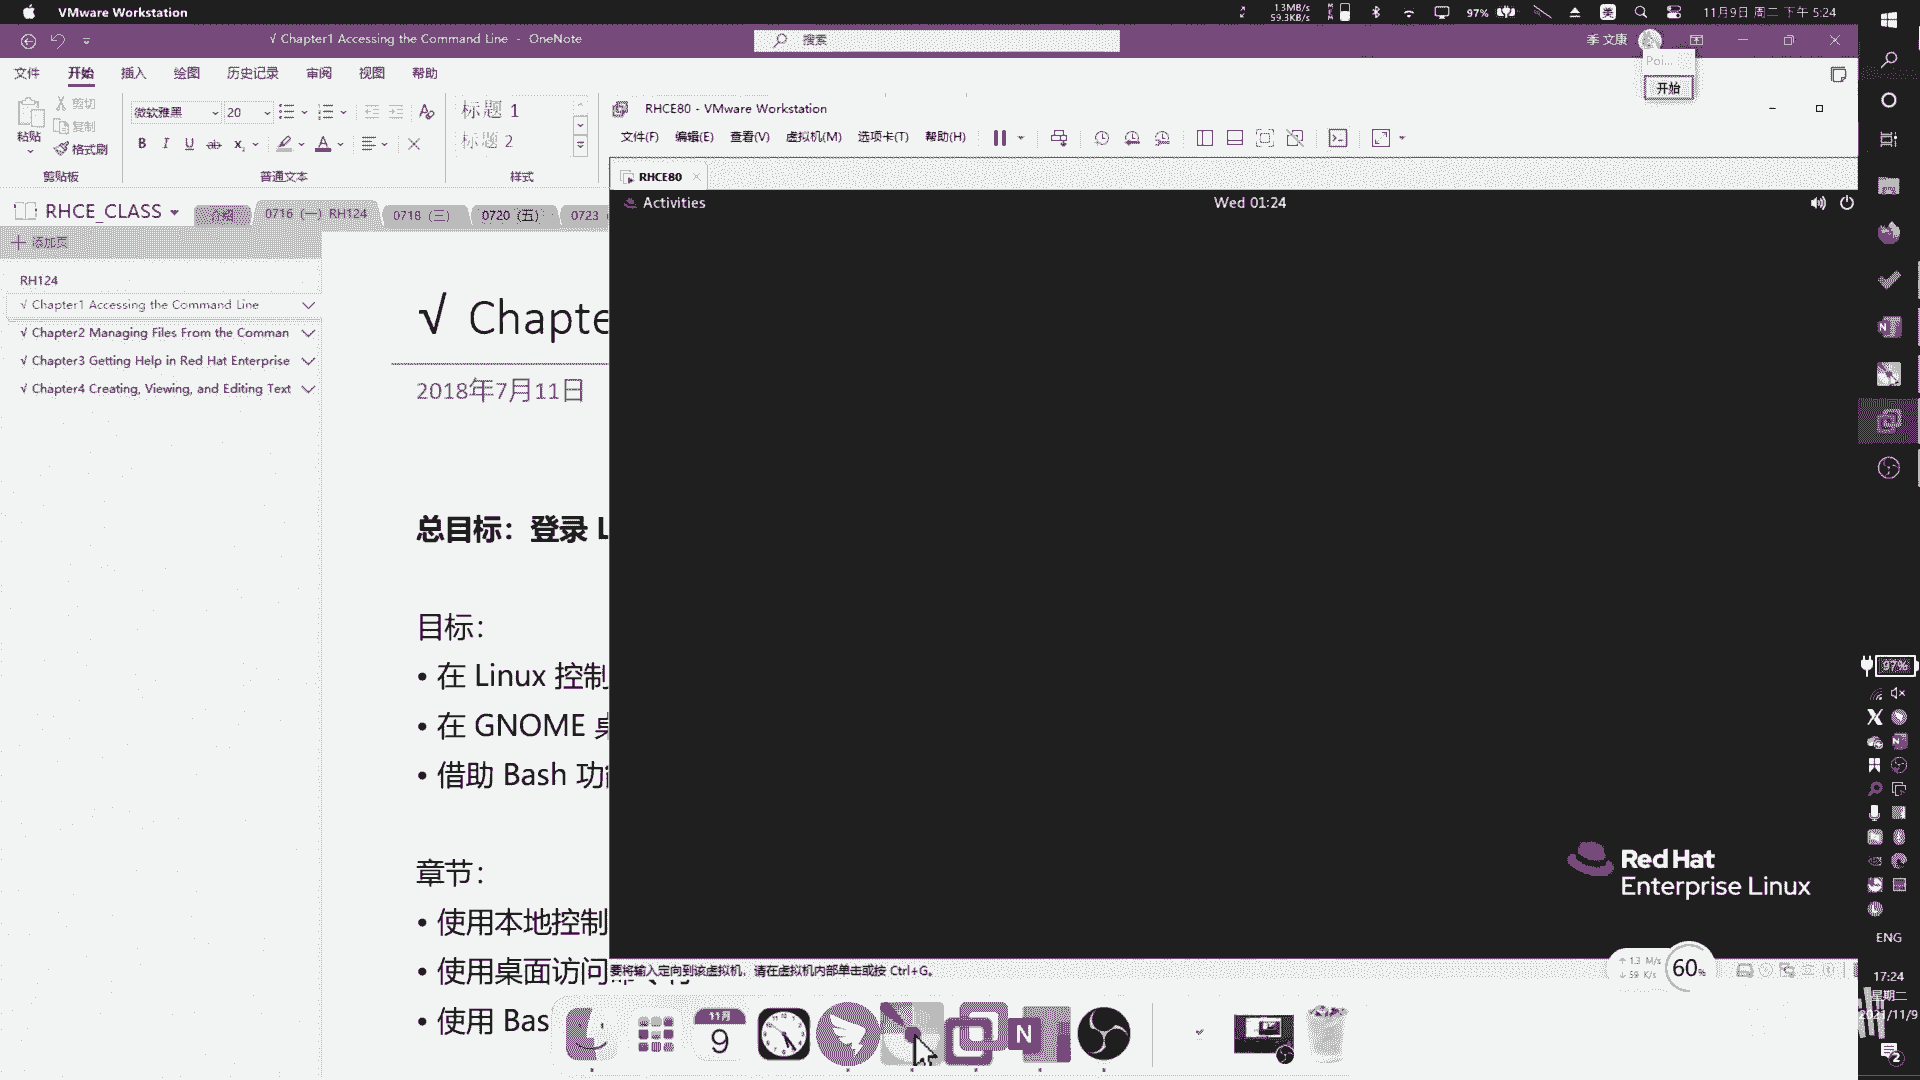 VMware Workstation
1.3MB/s
59.3KB/s
97%
美
11月9日 周二 下午 5:24
√ Chapter1 Accessing the Command Line - OneNote
搜索
季 文康
Poi...
开始
文件 开始 插入 绘图 历史记录 审阅 视图 帮助
粘贴
剪切
复制
格式刷
剪贴板
微软雅黑 20
B I U ab x
普通文本
标题 1
标题 2
样式
RHCE80 - VMware Workstation
文件(F) 编辑(E) 查看(V) 虚拟机(M) 选项卡(T) 帮助(H)
RHCE80
Activities
Wed 01:24
RHCE_CLASS
介绍
0716 (一) RH124
0718 (三)
0720 (五)
0723
添加页
RH124
√ Chapter1 Accessing the Command Line
√ Chapter2 Managing Files From the Comman
√ Chapter3 Getting Help in Red Hat Enterprise
√ Chapter4 Creating, Viewing, and Editing Text
√ Chapte
2018年7月11日
总目标：登录 L
目标：
• 在 Linux 控制
• 在 GNOME 桌
• 借助 Bash 功能
章节：
• 使用本地控制
• 使用桌面访问
• 使用 Bas
Red Hat
Enterprise Linux
要将输入定向到该虚拟机，请在虚拟机内部单击或按 Ctrl+G。
↑ 1.3 M/s
↓ 59 K/s
60%
11月
9
N
97%
ENG
17:24
星期二
2021/11/9
2